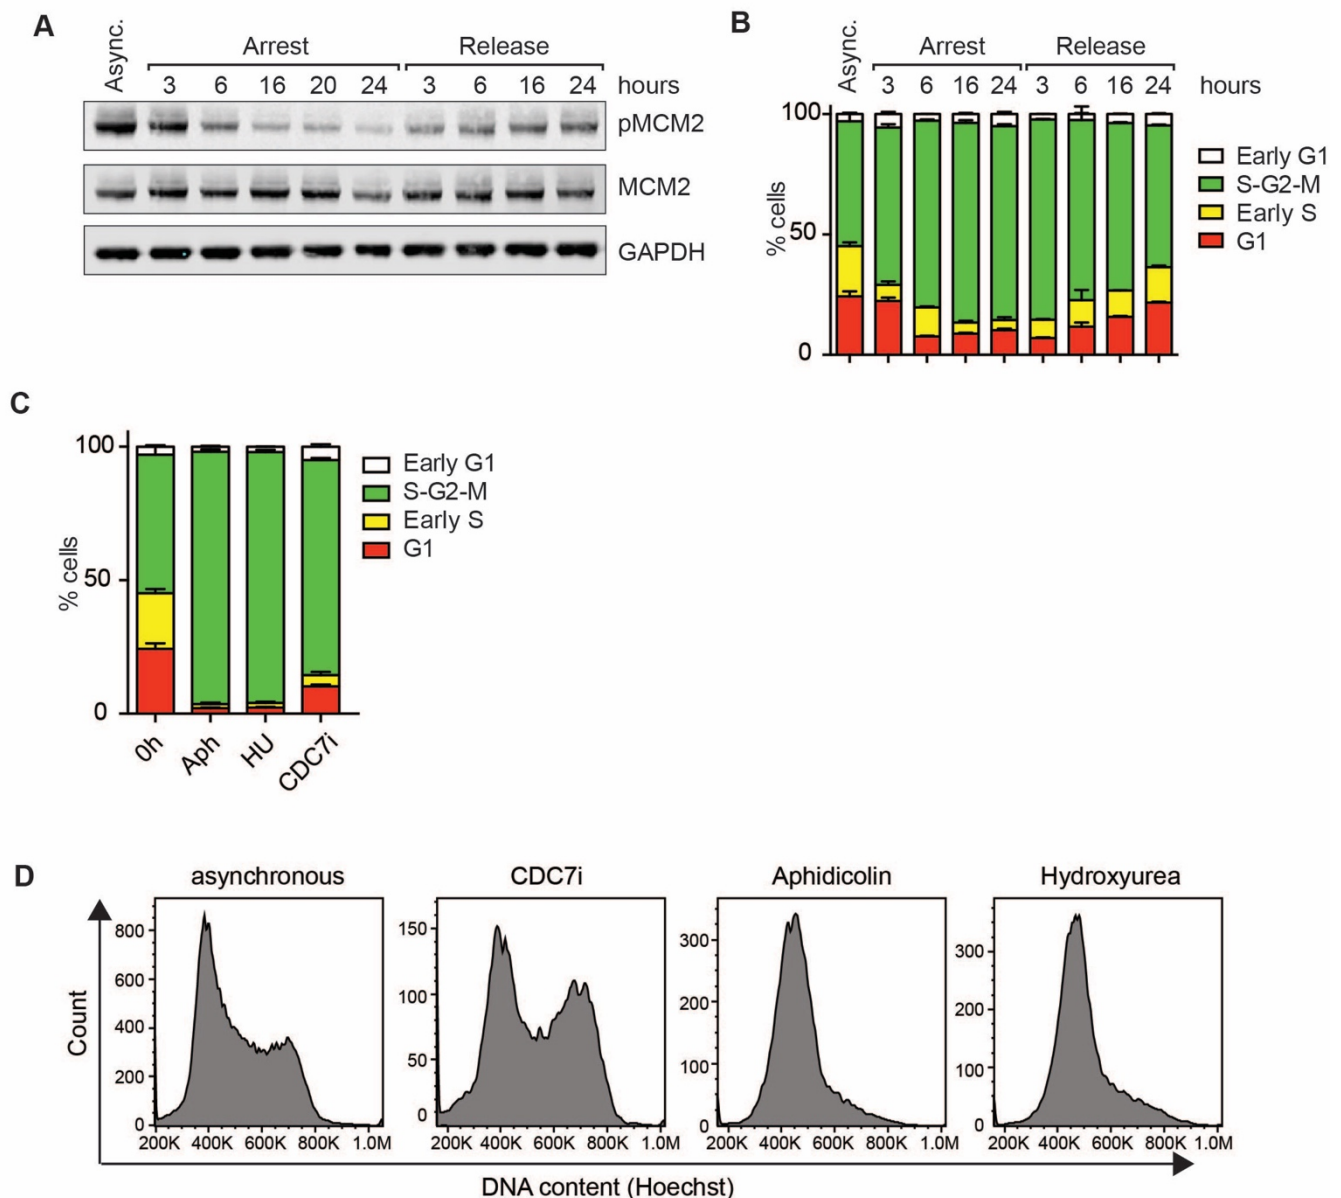 A
Async.
Arrest
Release
3 6 16 20 24 3 6 16 24 hours
pMCM2
MCM2
GAPDH
B
Async.
Arrest
Release
3 6 16 24 3 6 16 24 hours
100
50
0
% cells
Early G1
S-G2-M
Early S
G1
C
100
50
0
% cells
0h
Aph
HU
CDC7i
Early G1
S-G2-M
Early S
G1
D
asynchronous
CDC7i
Aphidicolin
Hydroxyurea
Count
800
600
400
200
0
200K 400K 600K 800K 1.0M
150
100
50
0
200K 400K 600K 800K 1.0M
300
200
100
0
200K 400K 600K 800K 1.0M
300
200
100
0
200K 400K 600K 800K 1.0M
DNA content (Hoechst)